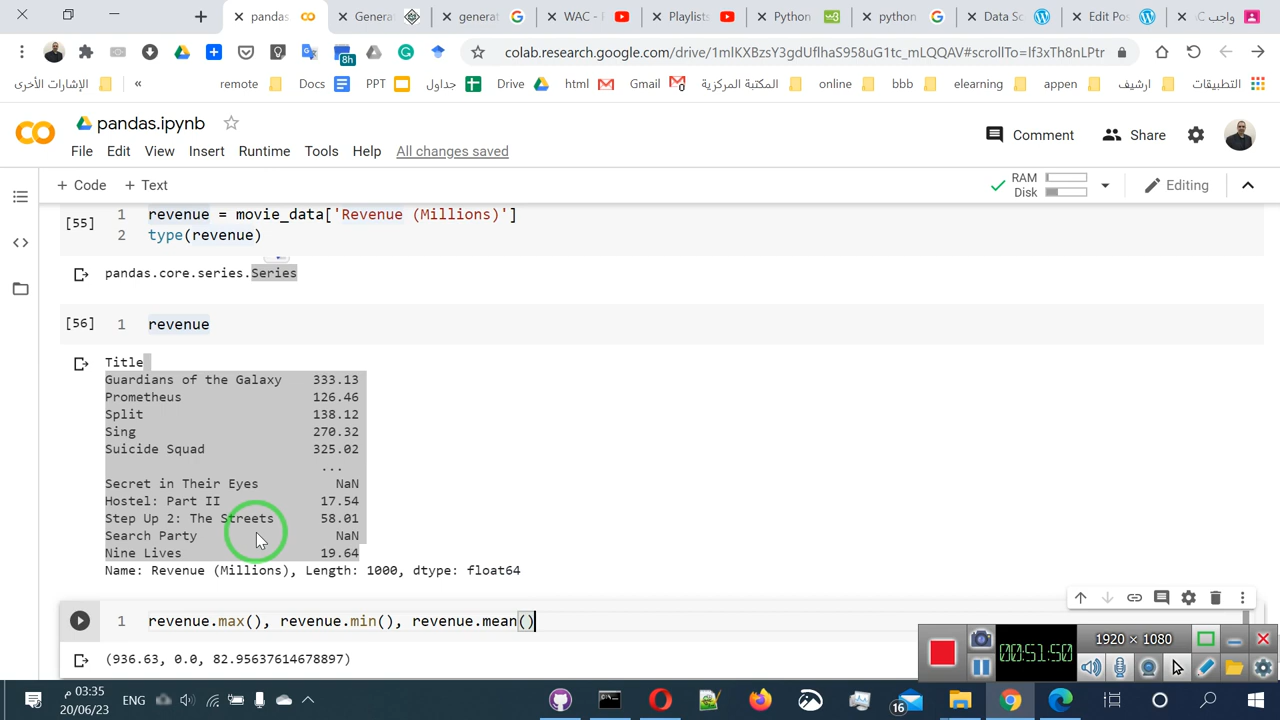 pandas
Generat
generat
WAC - P
Playlists
Python
python
Data Sc
Edit Pos
واجب C
8h
colab.research.google.com/drive/1mIKXBzsY3gdUflhaS958uG1tc_mLQQAV#scrollTo=If3xTh8nLP1
الإشارات الأخرى
«
remote
Docs
PPT
جداول
Drive
html
Gmail
المكتبة المركزية
online
bbb
elearning
appen
ارشيف
التطبيقات
pandas.ipynb
Comment
Share
File Edit View Insert Runtime Tools Help All changes saved
+ Code + Text
RAM
Disk
Editing
[55] 1 revenue = movie_data['Revenue (Millions)']
2 type(revenue)
pandas.core.series.Series
[56] 1 revenue
Title
Guardians of the Galaxy 333.13
Prometheus 126.46
Split 138.12
Sing 270.32
Suicide Squad 325.02
...
Secret in Their Eyes NaN
Hostel: Part II 17.54
Step Up 2: The Streets 58.01
Search Party NaN
Nine Lives 19.64
Name: Revenue (Millions), Length: 1000, dtype: float64
1 revenue.max(), revenue.min(), revenue.mean()
(936.63, 0.0, 82.95637614678897)
00:51:50
1920 × 1080
03:35 م
20/06/23
ENG
16